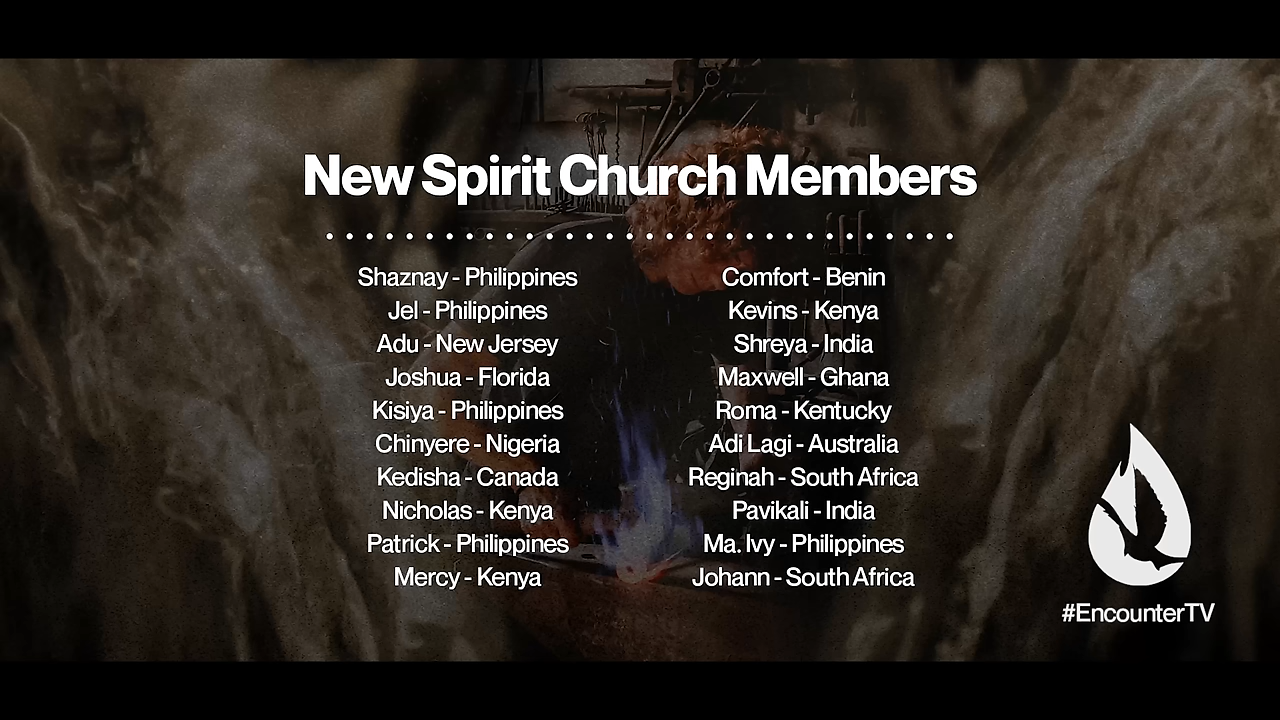 New Spirit Church Members
Shaznay - Philippines
Jel - Philippines
Adu - New Jersey
Joshua - Florida
Kisiya - Philippines
Chinyere - Nigeria
Kedisha - Canada
Nicholas - Kenya
Patrick - Philippines
Mercy - Kenya
Comfort - Benin
Kevins - Kenya
Shreya - India
Maxwell - Ghana
Roma - Kentucky
Adi Lagi - Australia
Reginah - South Africa
Pavikali - India
Ma. Ivy - Philippines
Johann - South Africa
#EncounterTV